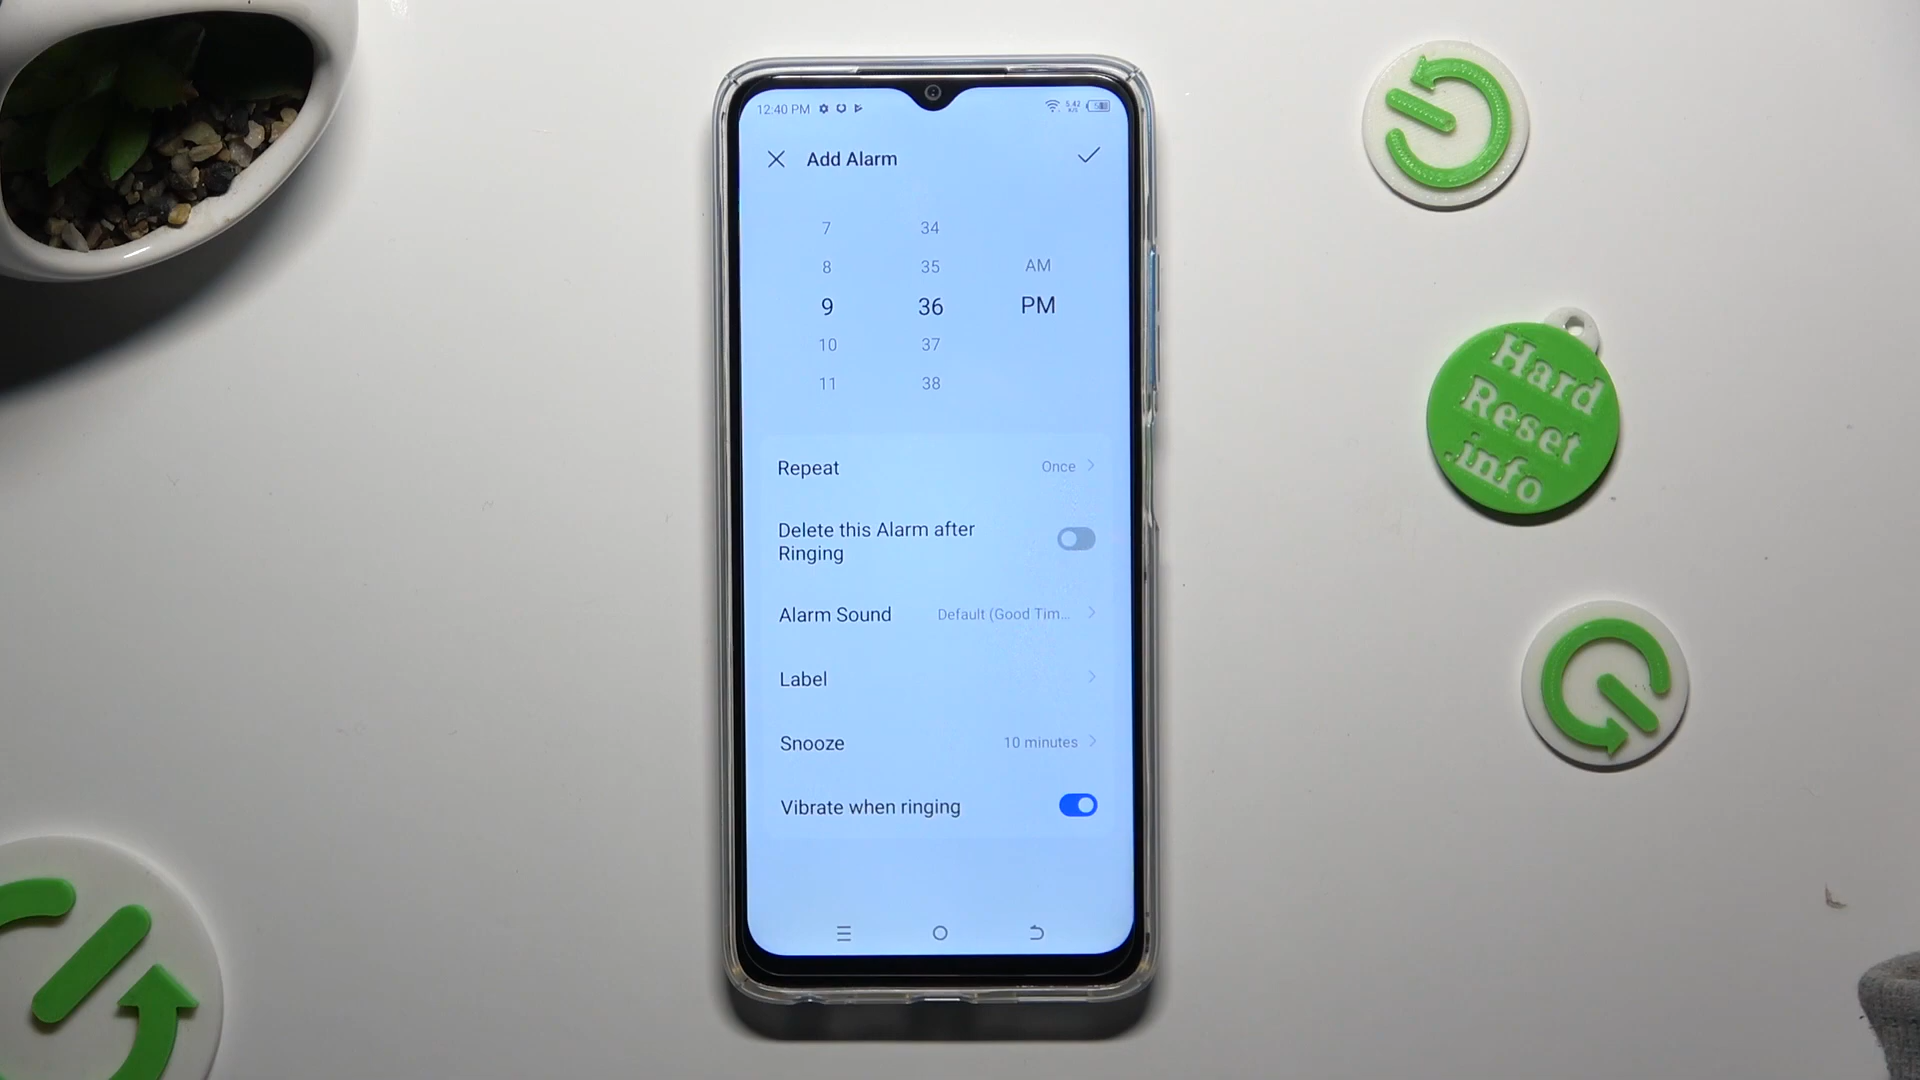 12:40 PM
5.42
Add Alarm
7 34
8 35 AM
9 36 PM
10 37
11 38
Repeat Once
Delete this Alarm after
Ringing
Alarm Sound Default (Good Tim...
Label
Snooze 10 minutes
Vibrate when ringing
Hard
Reset
.info